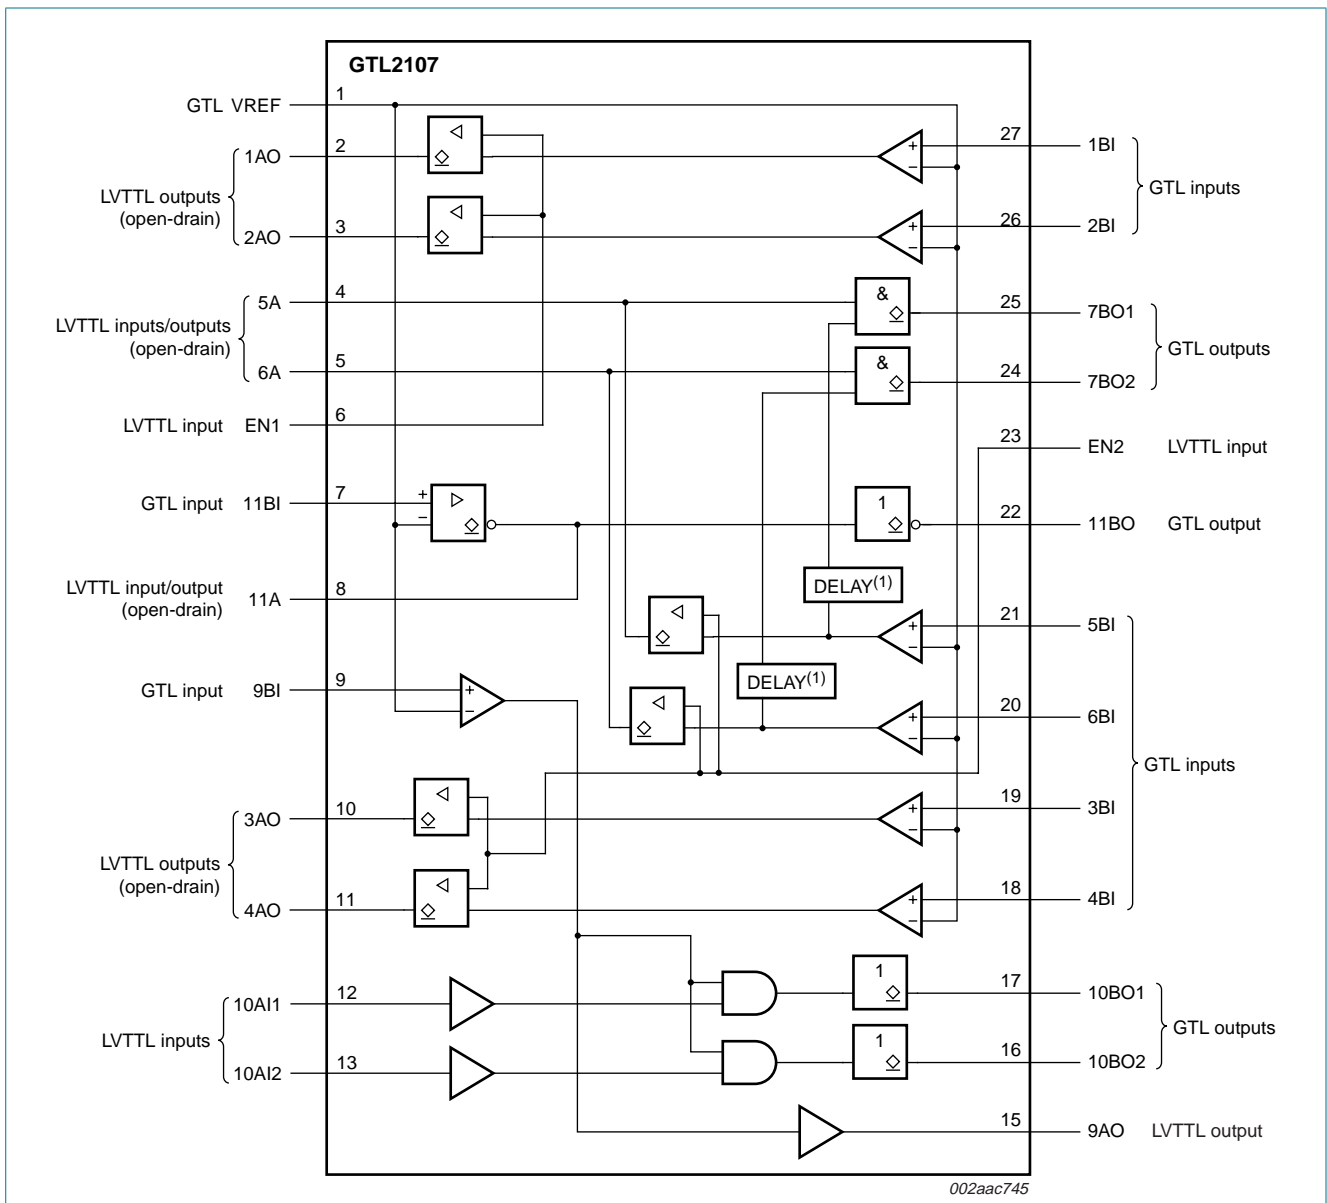 GTL2107
GTL VREF
1
1AO
2
LVTTL outputs
(open-drain)
2AO
3
5A
4
LVTTL inputs/outputs
(open-drain)
6A
5
LVTTL input EN1
6
GTL input 11BI
7
+
−
LVTTL input/output
(open-drain)
11A
8
GTL input 9BI
9
+
−
3AO
10
LVTTL outputs
(open-drain)
4AO
11
10AI1
12
LVTTL inputs
10AI2
13
+
−
27
1BI
GTL inputs
+
−
26
2BI
&
25
7BO1
GTL outputs
&
24
7BO2
23
EN2 LVTTL input
1
22
11BO GTL output
DELAY(1)
+
−
21
5BI
DELAY(1)
+
−
20
6BI
GTL inputs
+
−
19
3BI
+
−
18
4BI
1
17
10BO1
GTL outputs
1
16
10BO2
15
9AO LVTTL output
002aac745